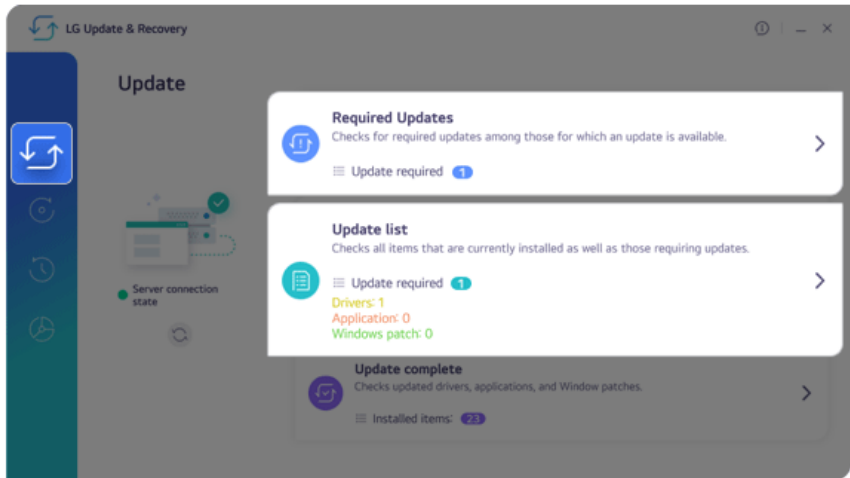 LG Update & Recovery
Update
Required Updates
Checks for required updates among those for which an update is available.
Update required 1
Update list
Checks all items that are currently installed as well as those requiring updates.
Update required 1
Drivers: 1
Application: 0
Windows patch: 0
Server connection
state
Update complete
Checks updated drivers, applications, and Window patches.
Installed items: 23